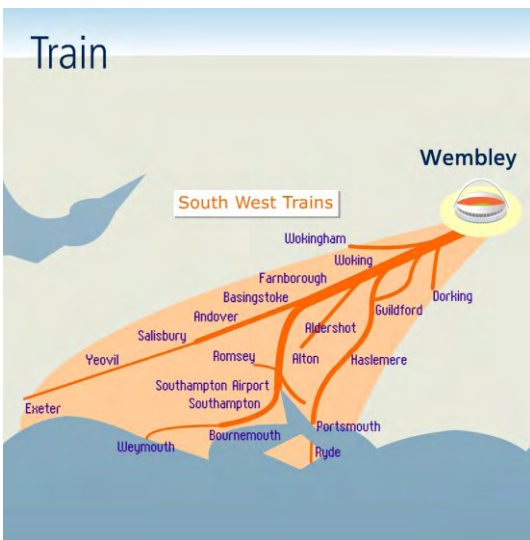 Train
Wembley
South West Trains
Wokingham
Woking
Farnborough
Basingstoke
Dorking
Guildford
Andover
Aldershot
Salisbury
Yeovil
Romsey
Alton
Haslemere
Southampton Airport
Southampton
Exeter
Portsmouth
Bournemouth
Weymouth
Ryde